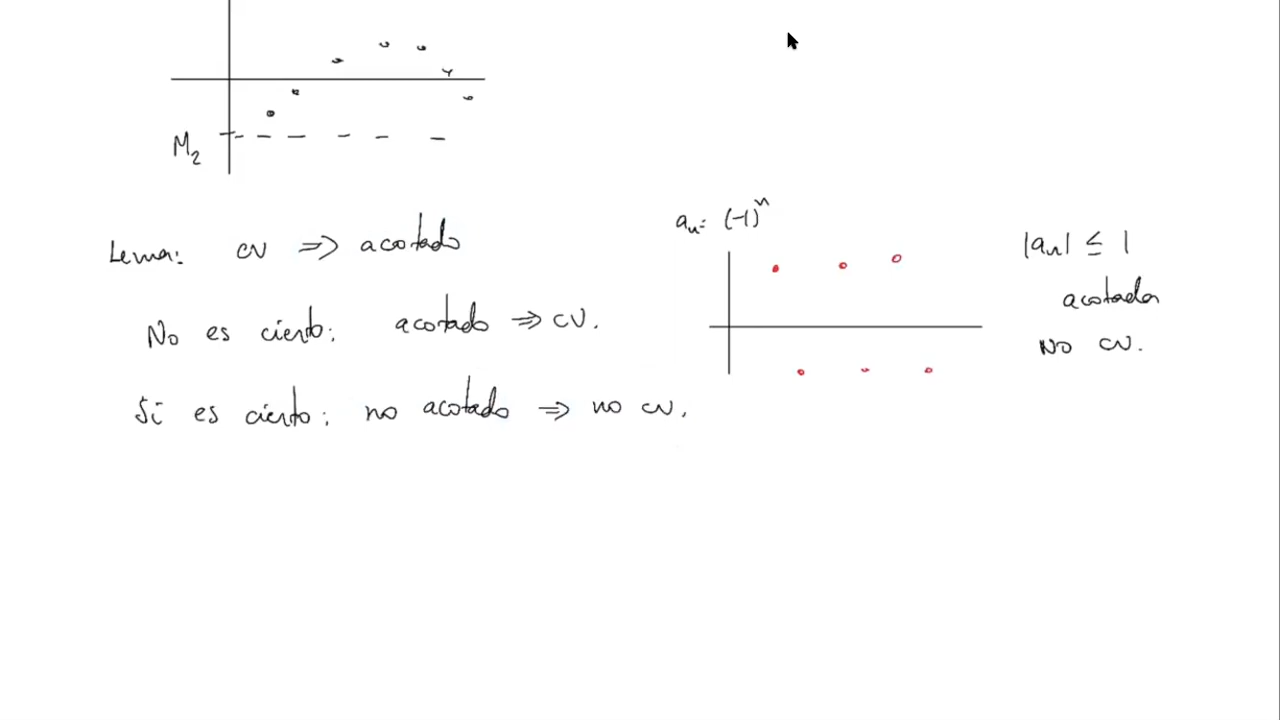 M₂
Lema: cv ⇒ acotado
No es cierto: acotado ⇒ cv.
Sí es cierto: no acotado ⇒ no cv.
aₙ= (-1)ⁿ
|aₙ| ≤ 1
acotada
NO cv.